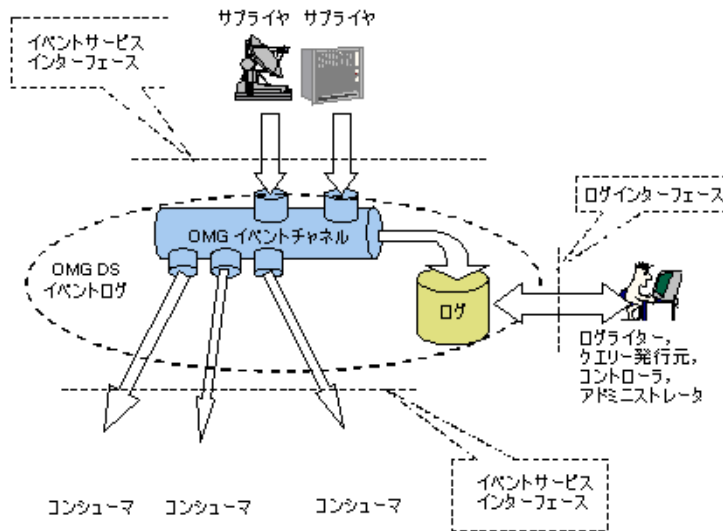 サプライヤ サプライヤ
イベントサービス
インターフェース
ログインターフェース
OMG イベントチャネル
OMG DS
イベントログ
ログ
ログライター,
クエリー発行元,
コントローラ,
アドミニストレータ
イベントサービス
インターフェース
コンシューマ コンシューマ コンシューマ